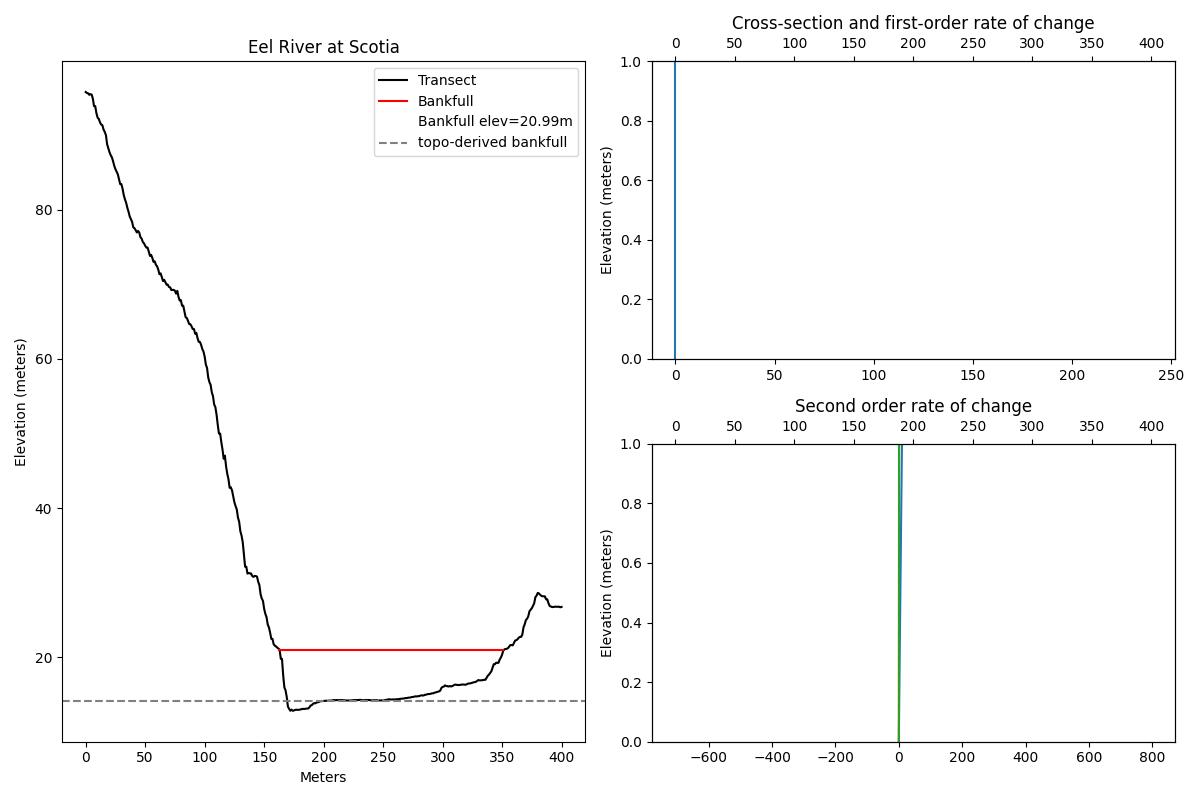 Eel River at Scotia
Transect
Bankfull
Bankfull elev=20.99m
topo-derived bankfull
80
60
40
20
Elevation (meters)
0 50 100 150 200 250 300 350 400
Meters
Cross-section and first-order rate of change
0 50 100 150 200 250 300 350 400
1.0
0.8
0.6
0.4
0.2
0.0
Elevation (meters)
0 50 100 150 200 250
Second order rate of change
0 50 100 150 200 250 300 350 400
1.0
0.8
0.6
0.4
0.2
0.0
Elevation (meters)
−600 −400 −200 0 200 400 600 800